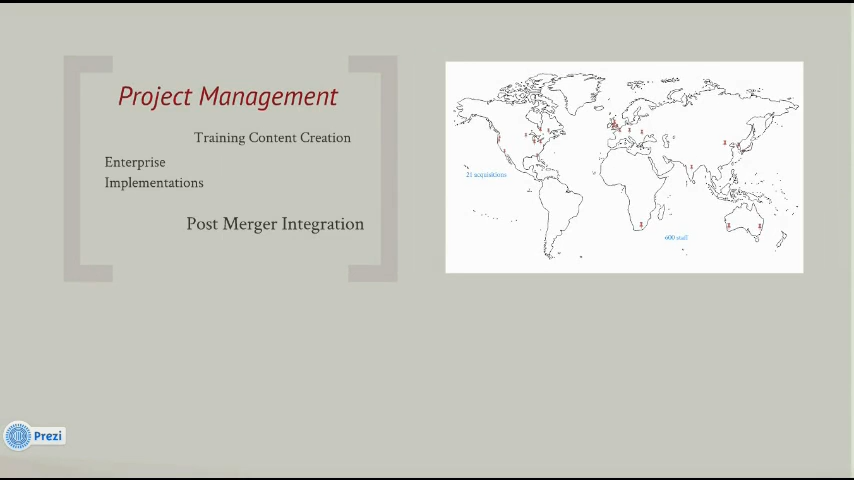 Project Management
Training Content Creation
Enterprise
Implementations
Post Merger Integration
21 acquisitions
600 staff
Prezi